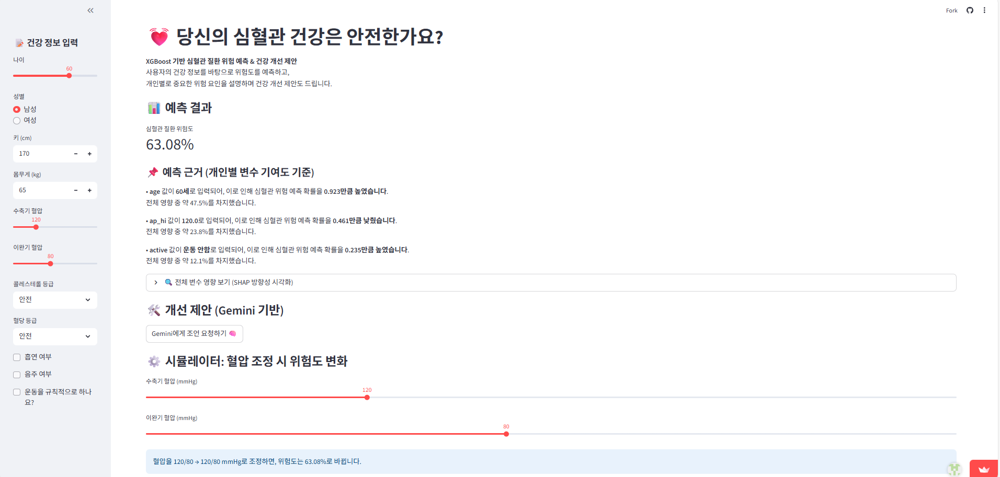 Fork
📝 건강 정보 입력
나이
60
성별
남성
여성
키 (cm)
170
몸무게 (kg)
65
수축기 혈압
120
이완기 혈압
80
콜레스테롤 등급
안전
혈당 등급
안전
흡연 여부
음주 여부
운동을 규칙적으로 하나
요?
💓 당신의 심혈관 건강은 안전한가요?
XGBoost 기반 심혈관 질환 위험 예측 & 건강 개선 제안
사용자의 건강 정보를 바탕으로 위험도를 예측하고,
개인별로 중요한 위험 요인을 설명하며 건강 개선 제안도 드립니다.
📊 예측 결과
심혈관 질환 위험도
63.08%
📌 예측 근거 (개인별 변수 기여도 기준)
• age 값이 60세로 입력되어, 이로 인해 심혈관 위험 예측 확률을 0.923만큼 높였습니다.
전체 영향 중 약 47.5%를 차지했습니다.
• ap_hi 값이 120.0로 입력되어, 이로 인해 심혈관 위험 예측 확률을 0.461만큼 낮췄습니다.
전체 영향 중 약 23.8%를 차지했습니다.
• active 값이 운동 안함로 입력되어, 이로 인해 심혈관 위험 예측 확률을 0.235만큼 높였습니다.
전체 영향 중 약 12.1%를 차지했습니다.
🔍 전체 변수 영향 보기 (SHAP 방향성 시각화)
🛠️ 개선 제안 (Gemini 기반)
Gemini에게 조언 요청하기 🧠
⚙️ 시뮬레이터: 혈압 조정 시 위험도 변화
수축기 혈압 (mmHg)
120
이완기 혈압 (mmHg)
80
혈압을 120/80 → 120/80 mmHg로 조정하면, 위험도는 63.08%로 바뀝니다.